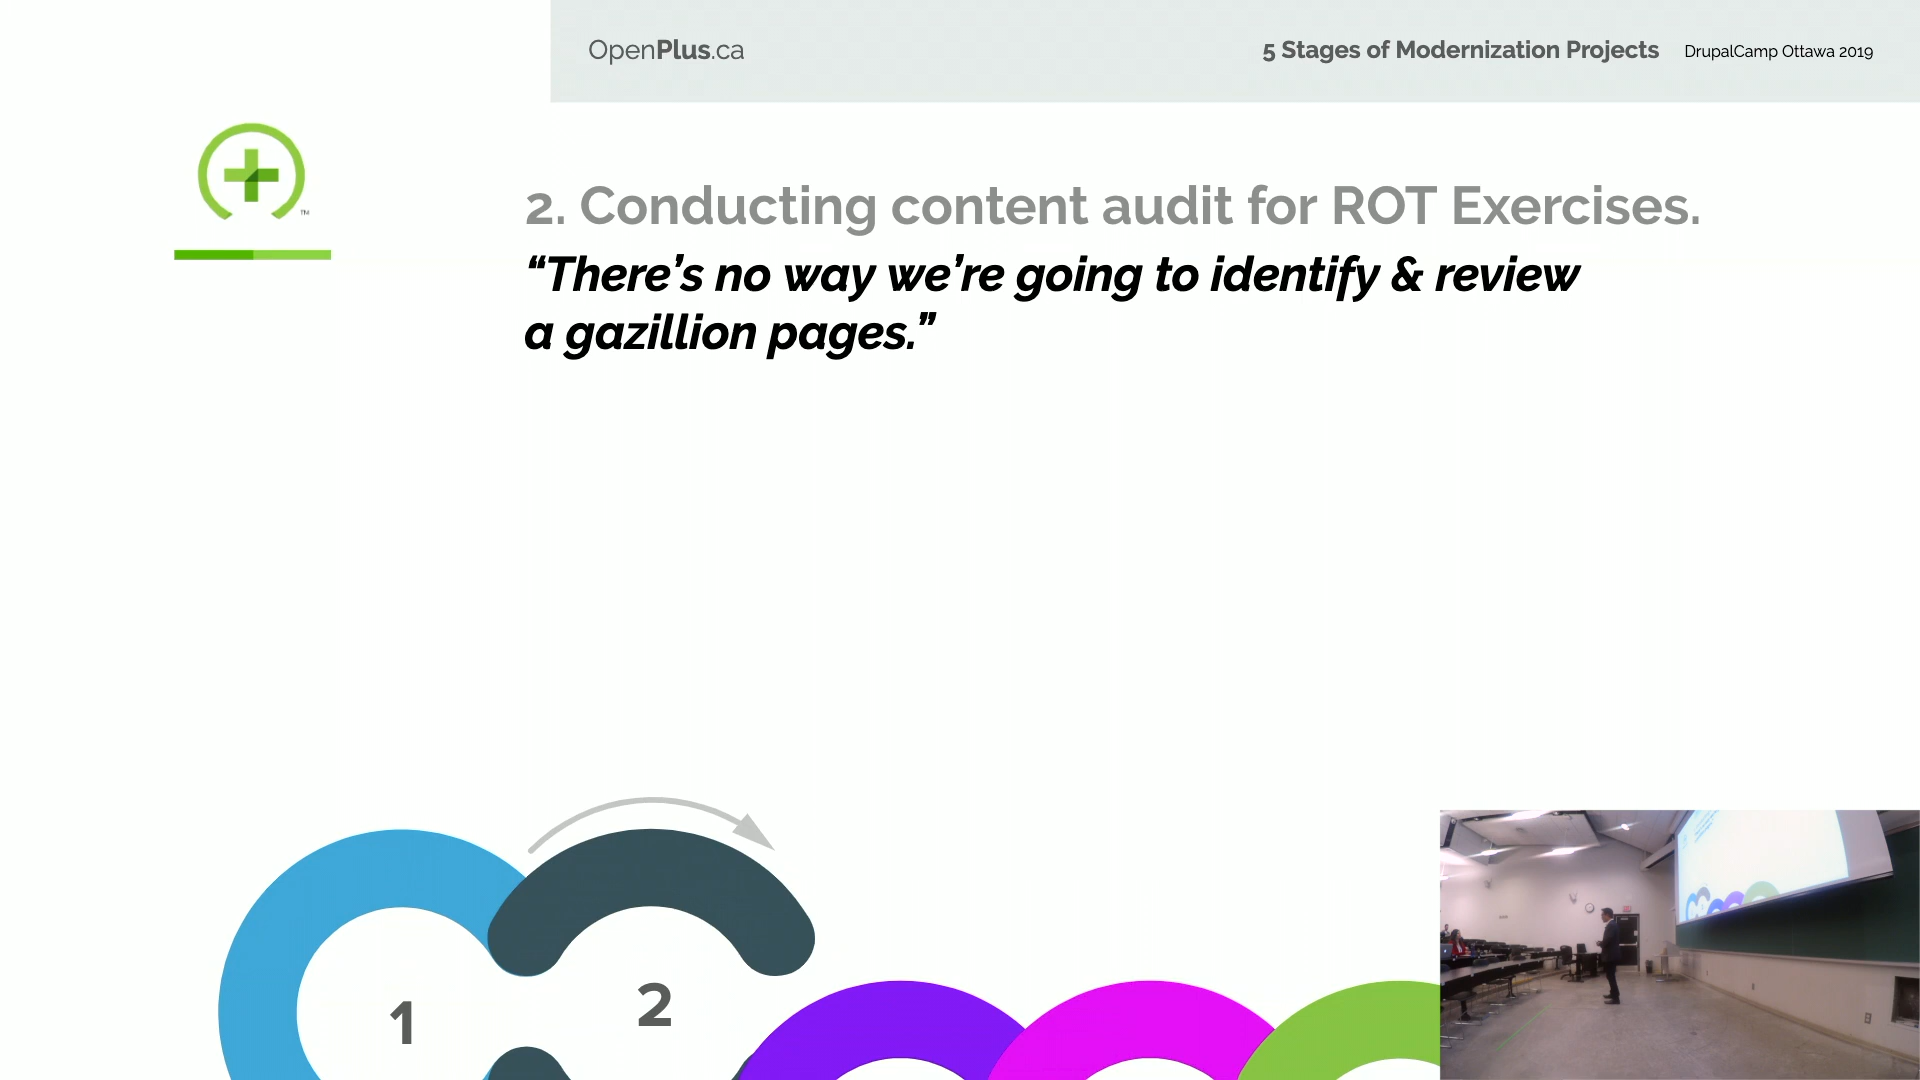 OpenPlus.ca
5 Stages of Modernization Projects DrupalCamp Ottawa 2019
TM
2. Conducting content audit for ROT Exercises.
“There’s no way we’re going to identify & review
a gazillion pages.”
1
2